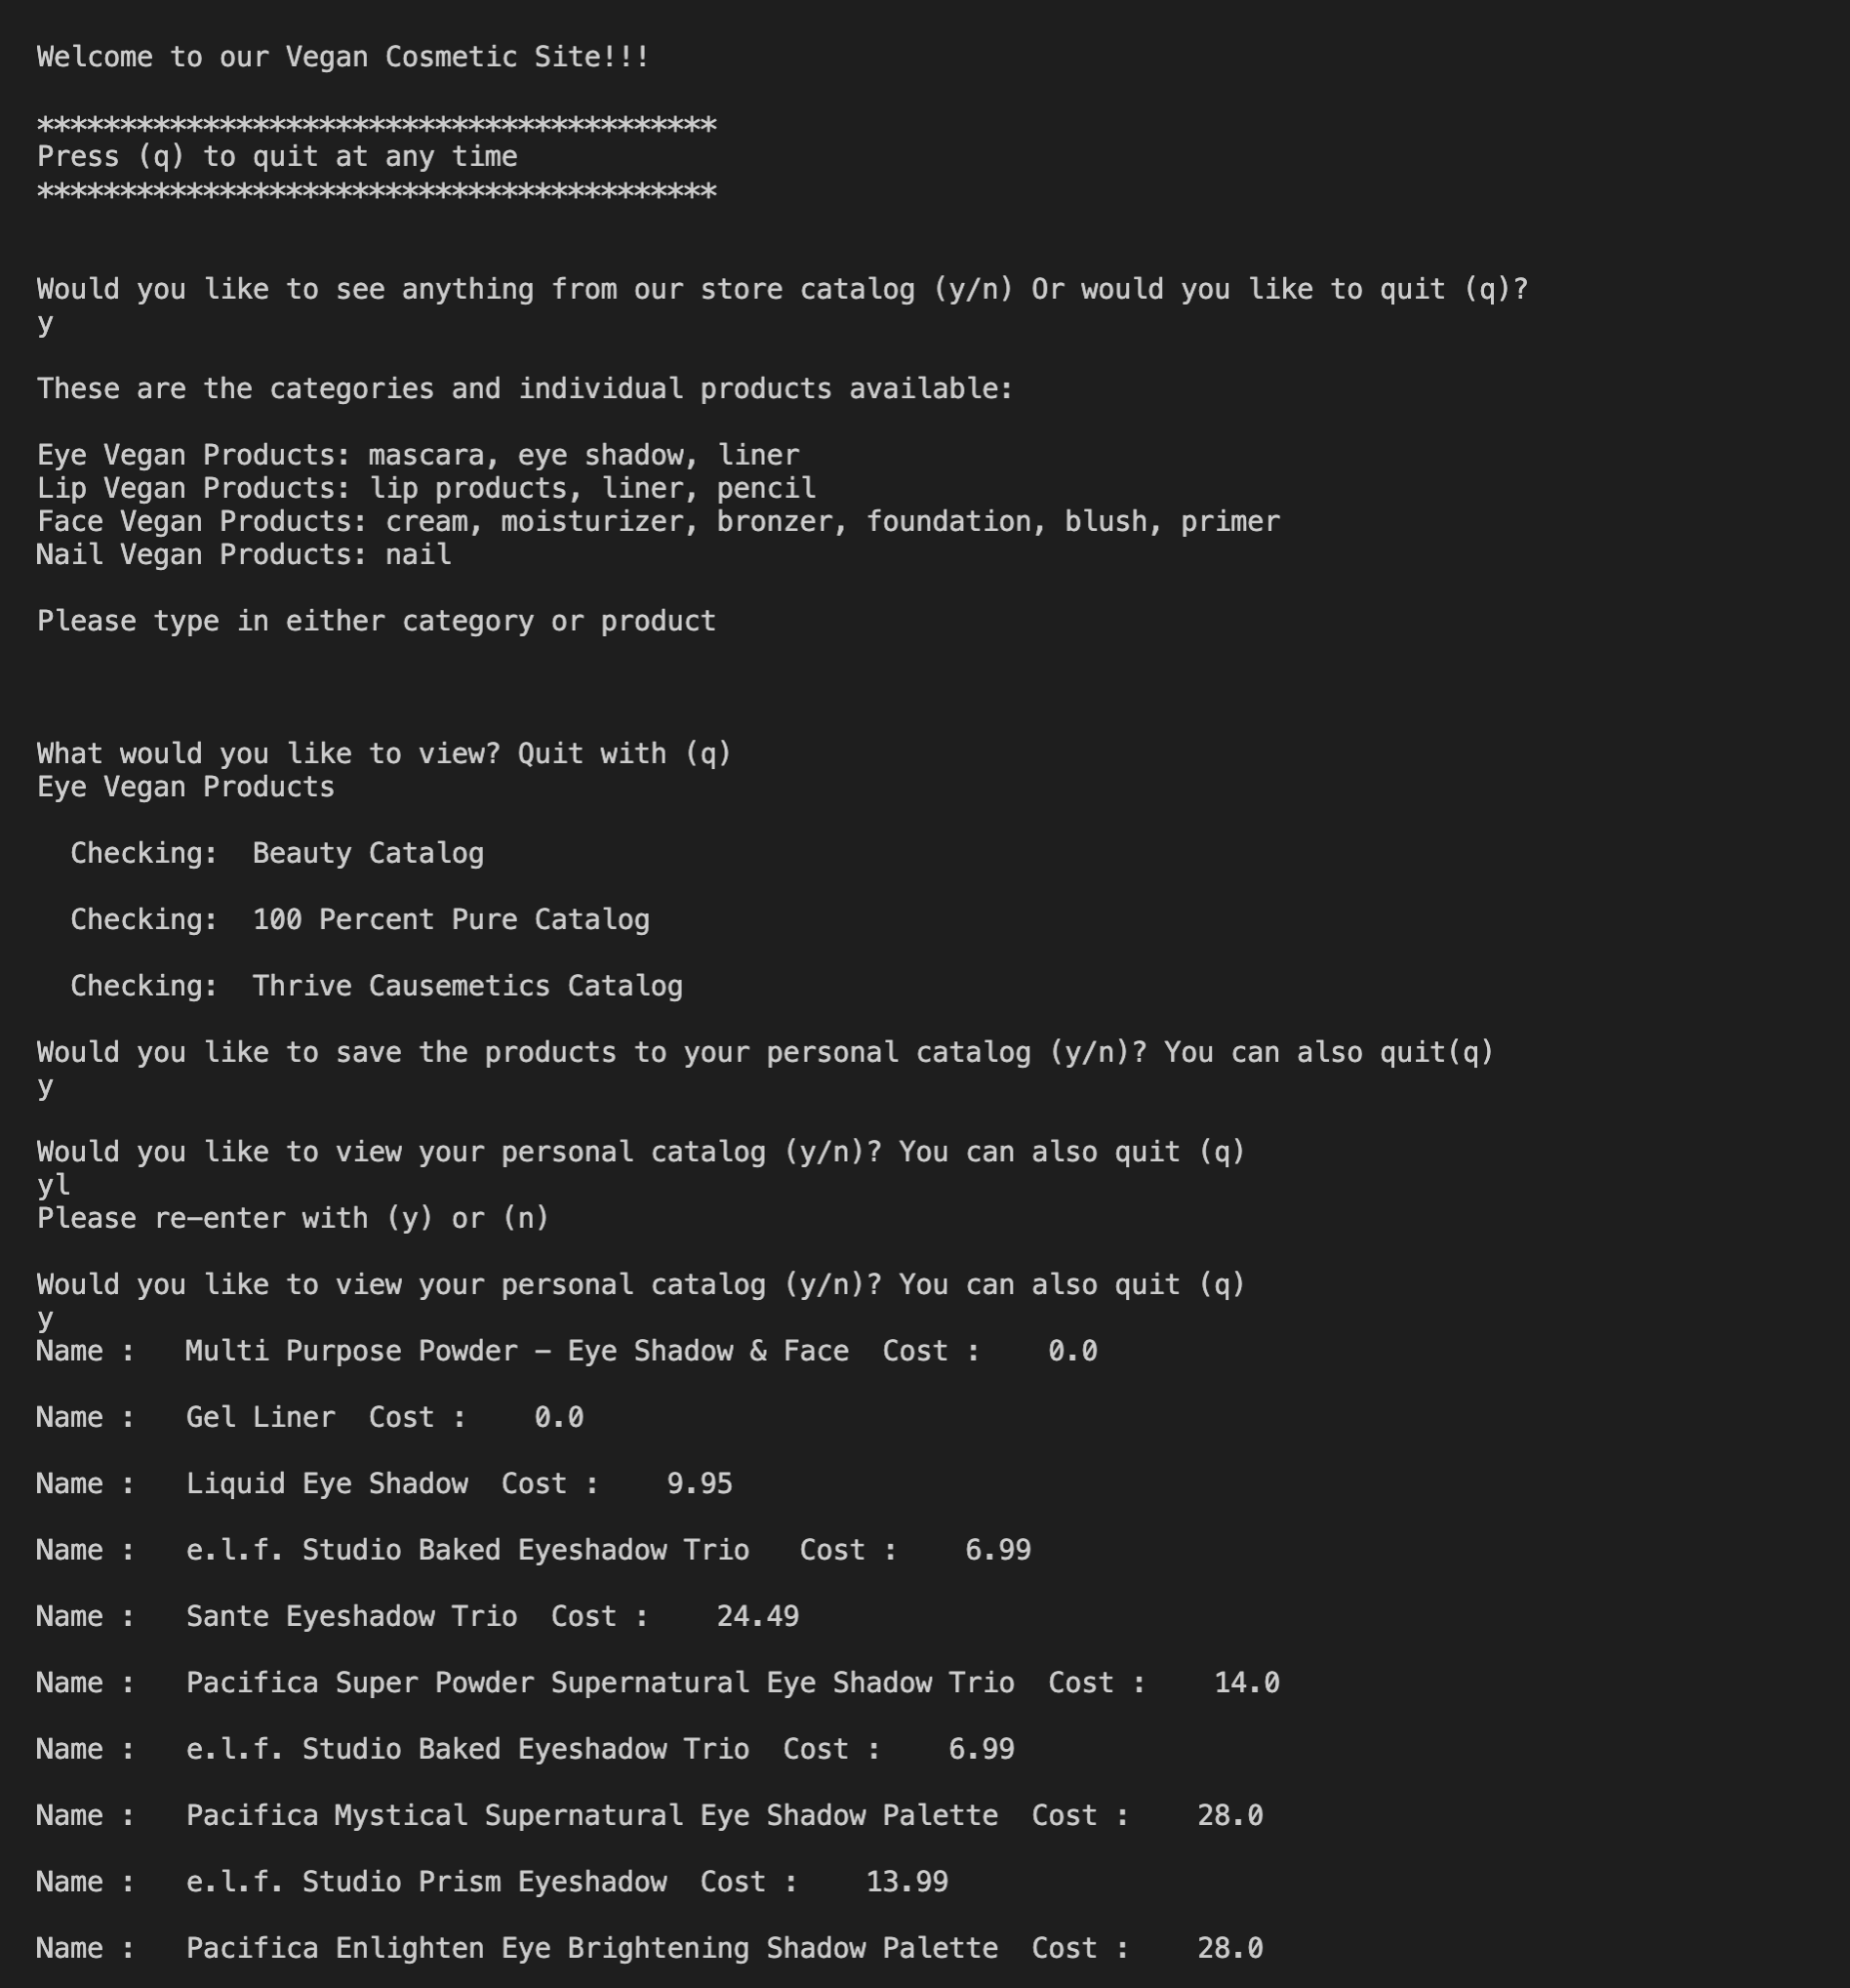 Welcome to our Vegan Cosmetic Site!!!
*****************************************
Press (q) to quit at any time
*****************************************
Would you like to see anything from our store catalog (y/n) Or would you like to quit (q)?
y
These are the categories and individual products available:
Eye Vegan Products: mascara, eye shadow, liner
Lip Vegan Products: lip products, liner, pencil
Face Vegan Products: cream, moisturizer, bronzer, foundation, blush, primer
Nail Vegan Products: nail
Please type in either category or product
What would you like to view? Quit with (q)
Eye Vegan Products
Checking:  Beauty Catalog
Checking:  100 Percent Pure Catalog
Checking:  Thrive Causemetics Catalog
Would you like to save the products to your personal catalog (y/n)? You can also quit(q)
y
Would you like to view your personal catalog (y/n)? You can also quit (q)
yl
Please re-enter with (y) or (n)
Would you like to view your personal catalog (y/n)? You can also quit (q)
y
Name :   Multi Purpose Powder - Eye Shadow & Face  Cost :    0.0
Name :   Gel Liner  Cost :    0.0
Name :   Liquid Eye Shadow  Cost :    9.95
Name :   e.l.f. Studio Baked Eyeshadow Trio   Cost :    6.99
Name :   Sante Eyeshadow Trio  Cost :    24.49
Name :   Pacifica Super Powder Supernatural Eye Shadow Trio  Cost :    14.0
Name :   e.l.f. Studio Baked Eyeshadow Trio  Cost :    6.99
Name :   Pacifica Mystical Supernatural Eye Shadow Palette  Cost :    28.0
Name :   e.l.f. Studio Prism Eyeshadow  Cost :    13.99
Name :   Pacifica Enlighten Eye Brightening Shadow Palette  Cost :    28.0